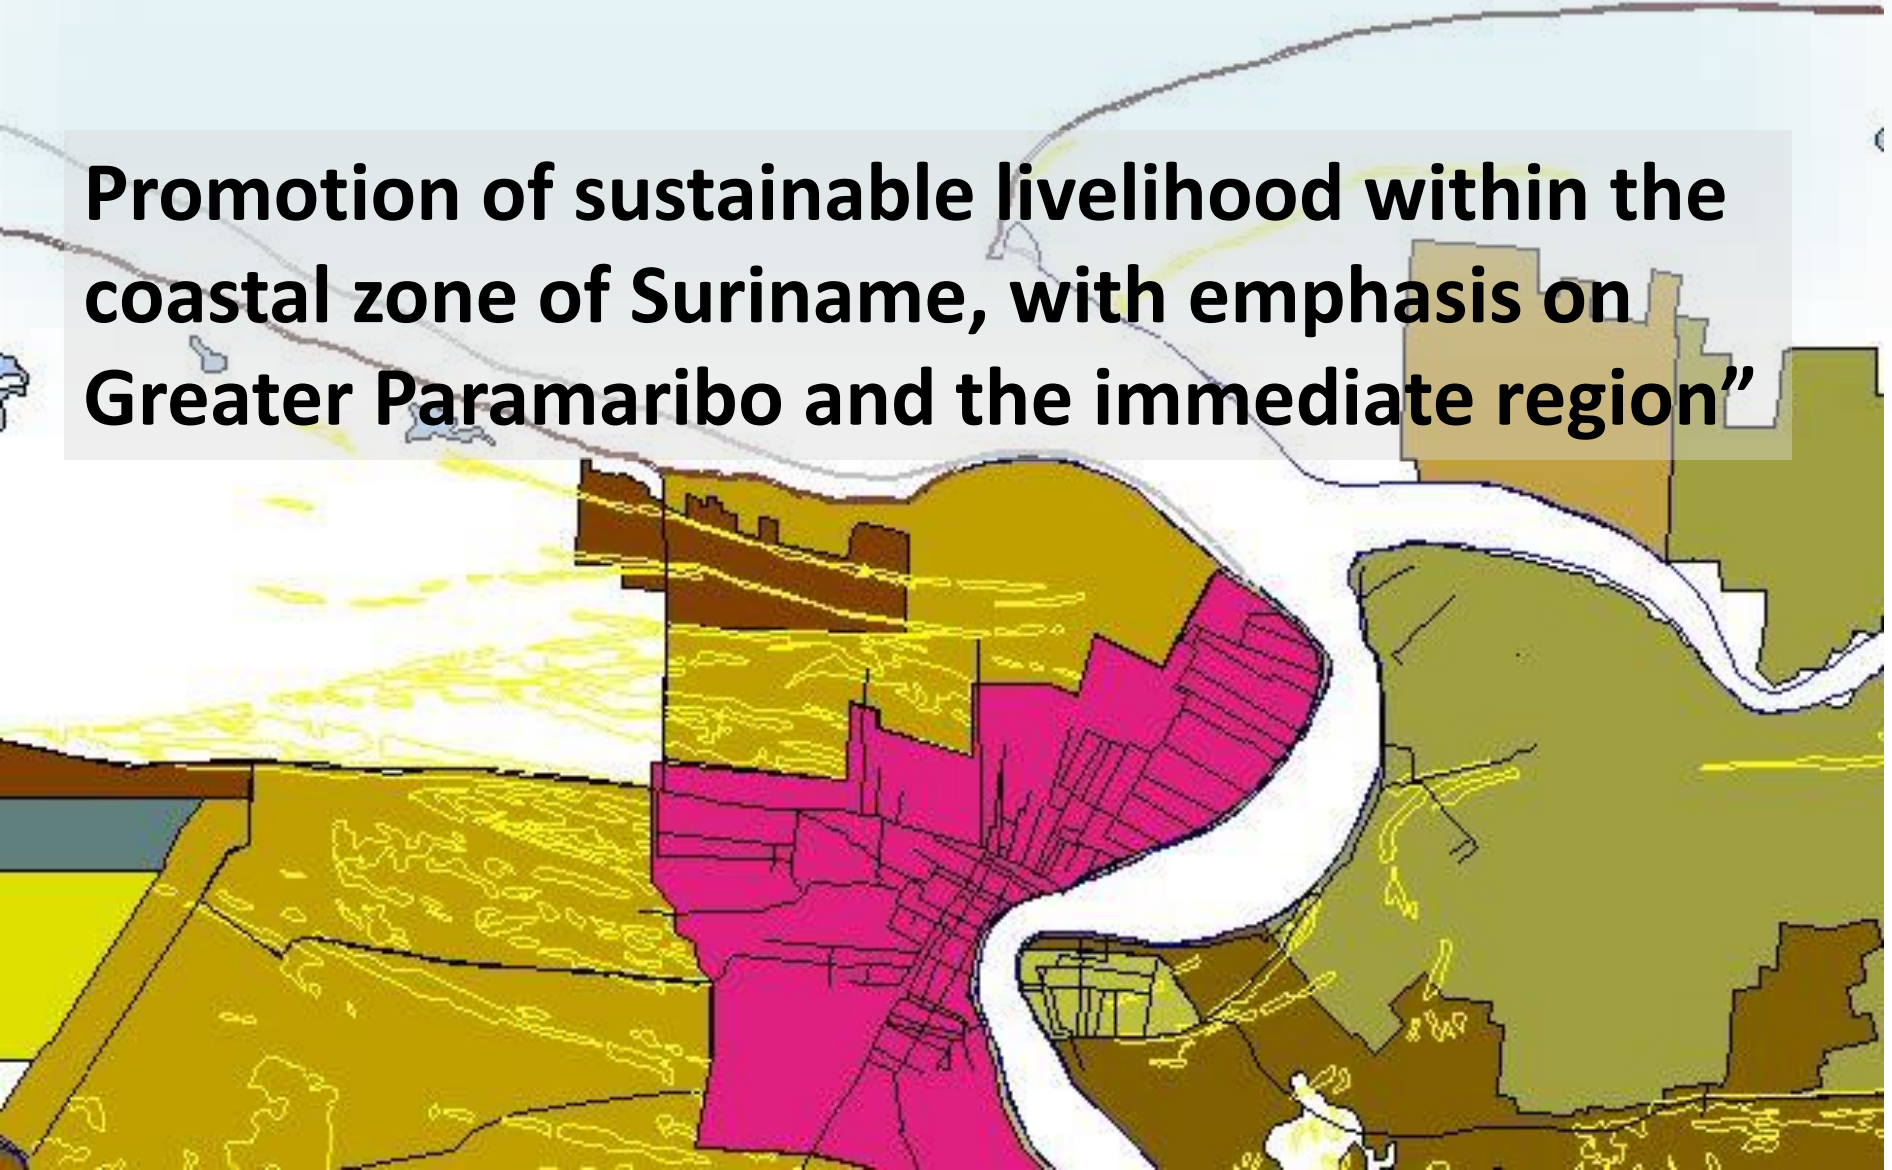 Promotion of sustainable livelihood within the
coastal zone of Suriname, with emphasis on
Greater Paramaribo and the immediate region”